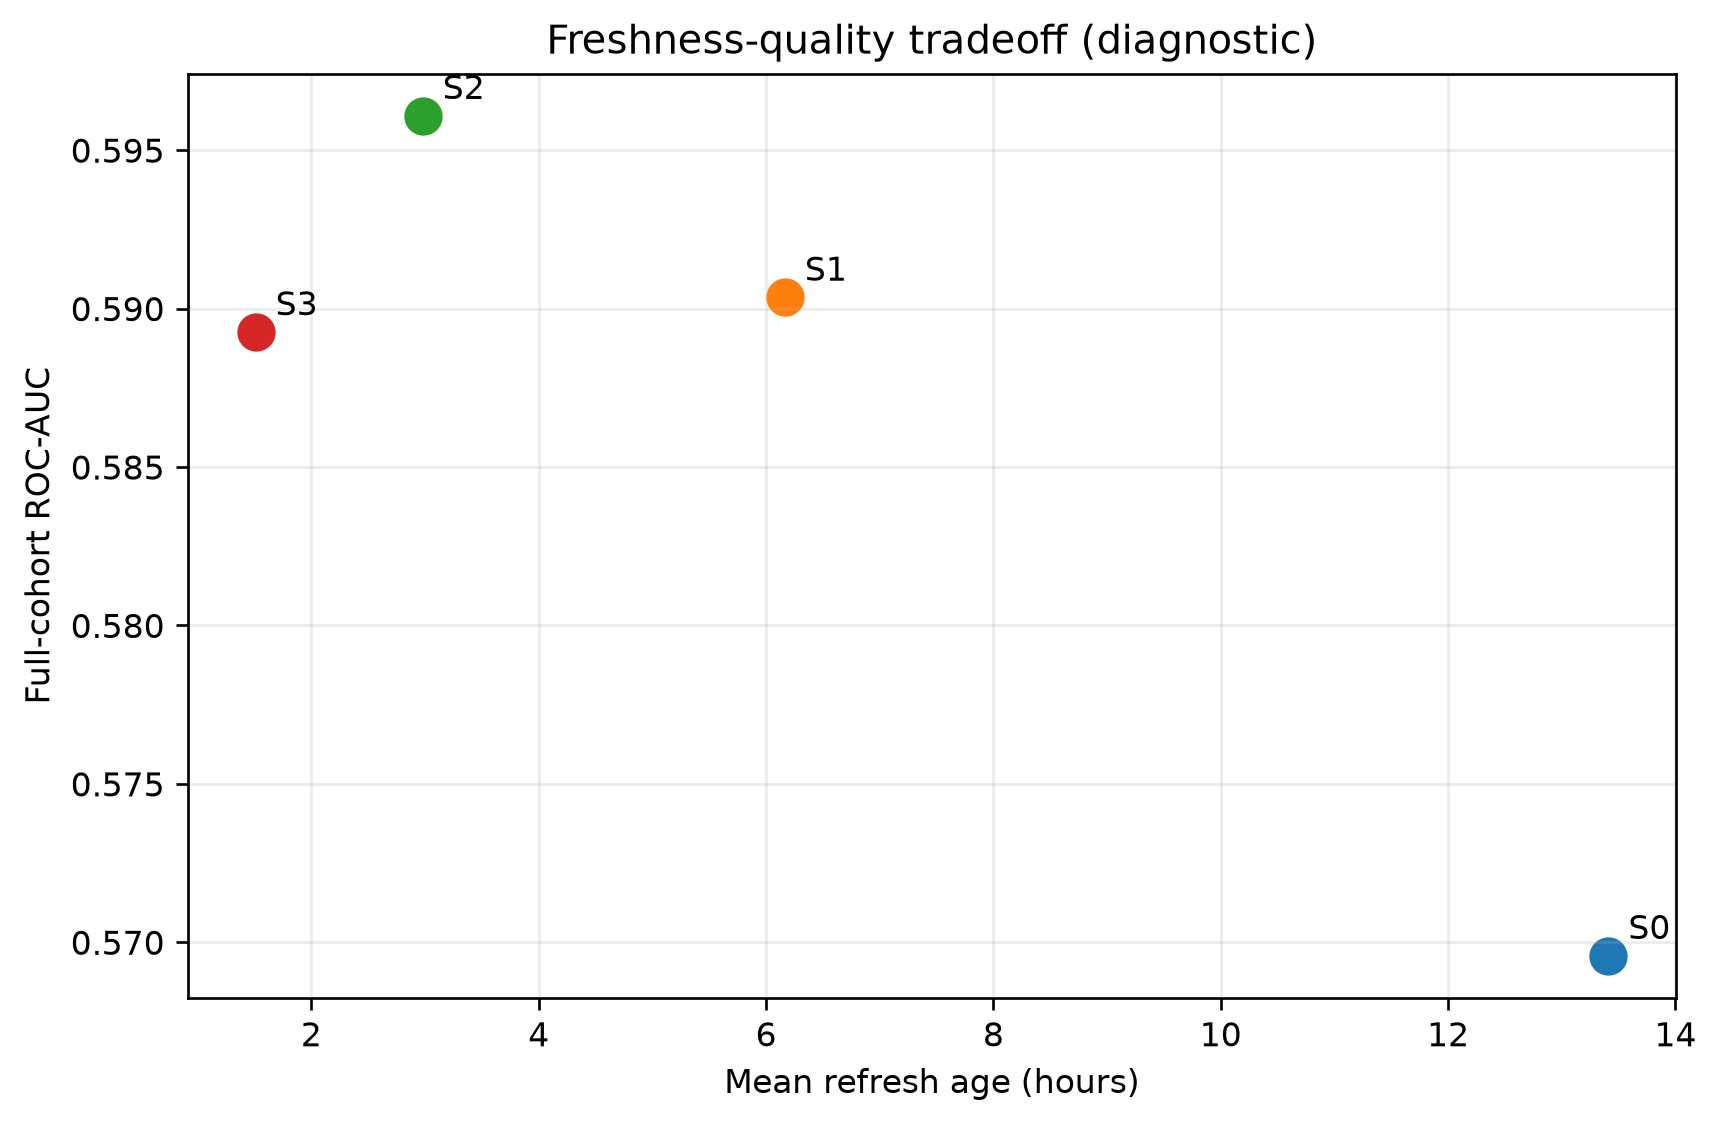 Freshness-quality tradeoff (diagnostic)
S2
0.595
S1
S3
0.590
0.585
Full-cohort ROC-AUC
0.580
0.575
0.570
S0
2 4 6 8 10 12 14
Mean refresh age (hours)